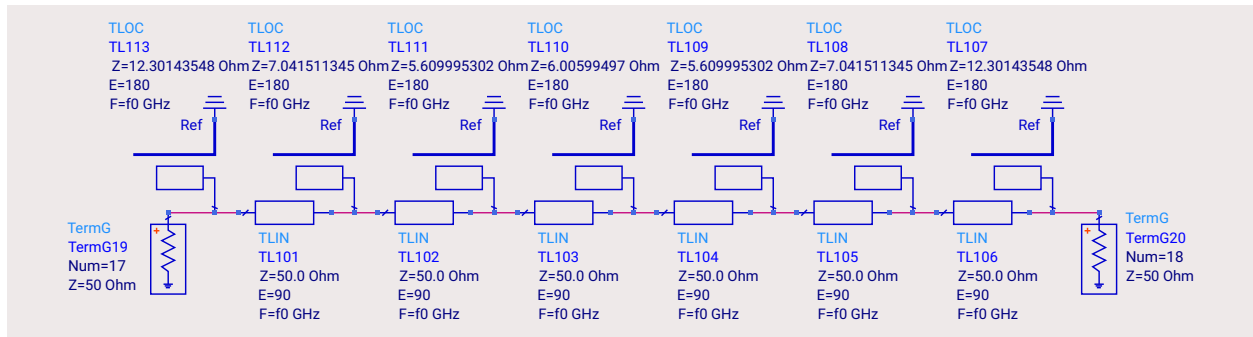 TLOC TLOC TLOC TLOC TLOC TLOC TLOC
TL113 TL112 TL111 TL110 TL109 TL108 TL107
Z=12.30143548 Ohm Z=7.041511345 Ohm Z=5.609995302 Ohm Z=6.00599497 Ohm Z=5.609995302 Ohm Z=7.041511345 Ohm Z=12.30143548 Ohm
E=180 E=180 E=180 E=180 E=180 E=180 E=180
F=f0 GHz F=f0 GHz F=f0 GHz F=f0 GHz F=f0 GHz F=f0 GHz F=f0 GHz
Ref Ref Ref Ref Ref Ref Ref
TermG
TermG19
Num=17
Z=50 Ohm
TLIN TLIN TLIN TLIN TLIN TLIN
TL101 TL102 TL103 TL104 TL105 TL106
Z=50.0 Ohm Z=50.0 Ohm Z=50.0 Ohm Z=50.0 Ohm Z=50.0 Ohm Z=50.0 Ohm
E=90 E=90 E=90 E=90 E=90 E=90
F=f0 GHz F=f0 GHz F=f0 GHz F=f0 GHz F=f0 GHz F=f0 GHz
TermG
TermG20
Num=18
Z=50 Ohm